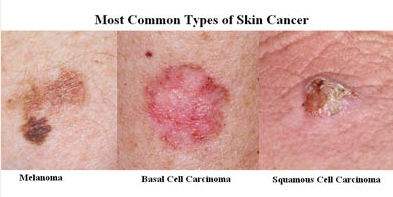 Most Common Types of Skin Cancer
Melanoma
Basal Cell Carcinoma
Squamous Cell Carcinoma